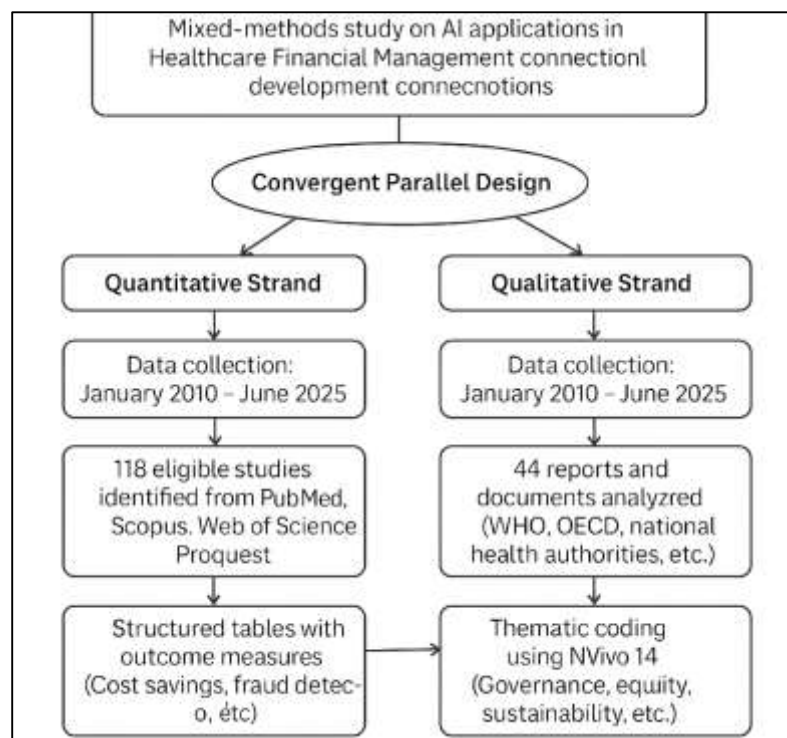 Mixed-methods study on AI applications in
Healthcare Financial Management connectionl
development connecnotions
Convergent Parallel Design
Quantitative Strand
Data collection:
January 2010 – June 2025
118 eligible studies
identified from PubMed,
Scopus. Web of Science
Proquest
Structured tables with
outcome measures
(Cost savings, fraud detec-
o, étc)
Qualitative Strand
Data collection:
January 2010 – June 2025
44 reports and
documents analyzred
(WHO, OECD, national
health authorities, etc.)
Thematic coding
using NVivo 14
(Governance, equity,
sustainability, etc.)